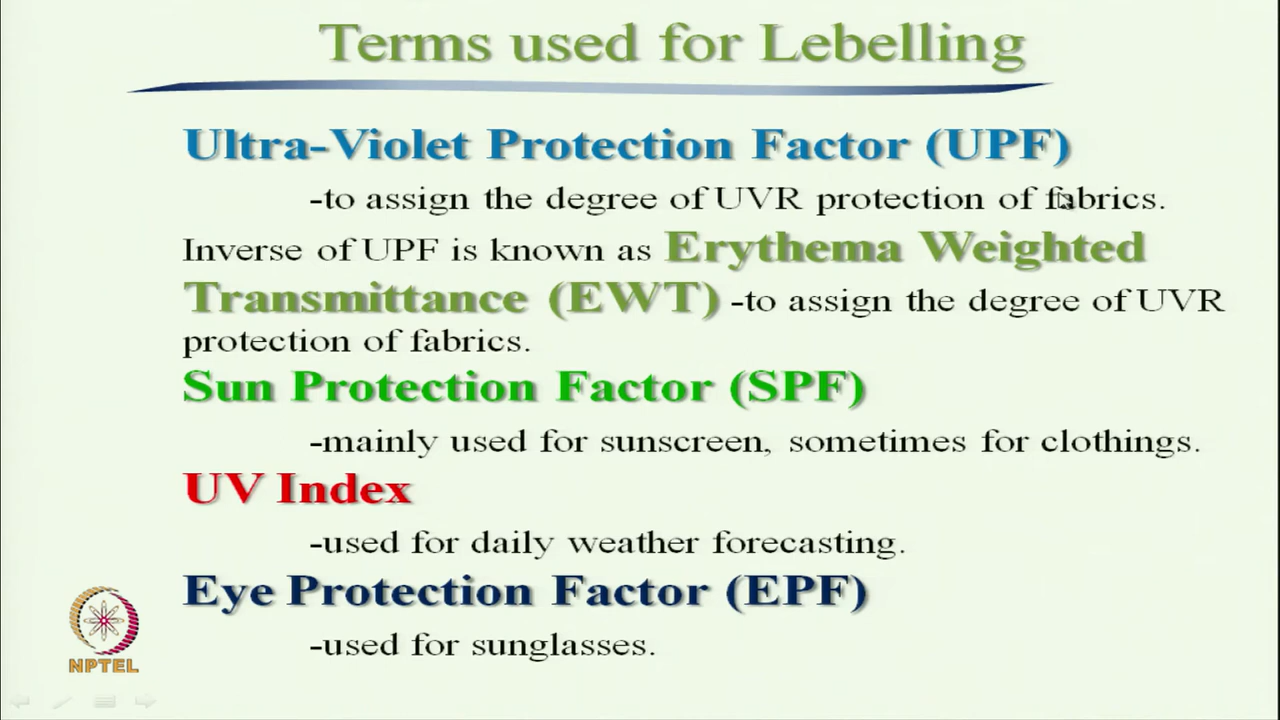 Terms used for Lebelling
Ultra-Violet Protection Factor (UPF)
-to assign the degree of UVR protection of fabrics.
Inverse of UPF is known as Erythema Weighted
Transmittance (EWT) -to assign the degree of UVR
protection of fabrics.
Sun Protection Factor (SPF)
-mainly used for sunscreen, sometimes for clothings.
UV Index
-used for daily weather forecasting.
Eye Protection Factor (EPF)
-used for sunglasses.
NPTEL